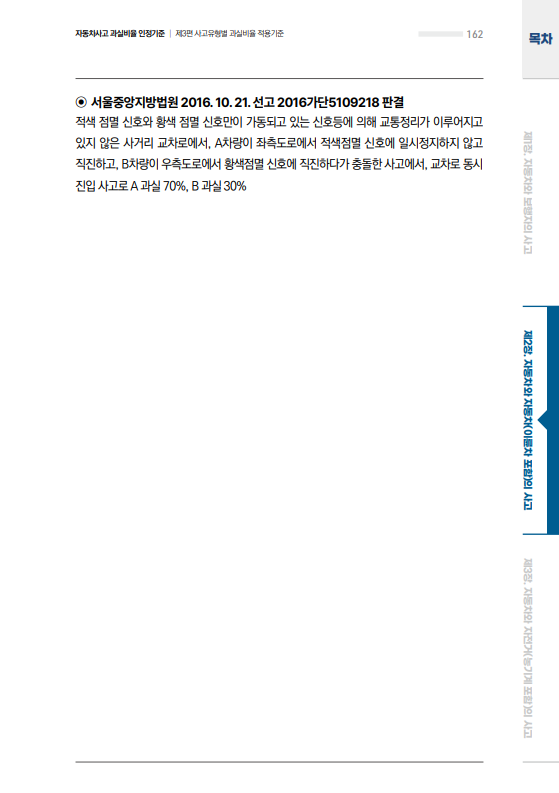 자동차사고 과실비율 인정기준 | 제3편 사고유형별 과실비율 적용기준
162
목차
◉ 서울중앙지방법원 2016. 10. 21. 선고 2016가단5109218 판결
적색 점멸 신호와 황색 점멸 신호만이 가동되고 있는 신호등에 의해 교통정리가 이루어지고
있지 않은 사거리 교차로에서, A차량이 좌측도로에서 적색점멸 신호에 일시정지하지 않고
직진하고, B차량이 우측도로에서 황색점멸 신호에 직진하다가 충돌한 사고에서, 교차로 동시
진입 사고로 A 과실 70%, B 과실 30%
제1장. 자동차와 보행자의 사고
제2장. 자동차와 자동차(이륜차 포함)의 사고
제3장. 자동차와 자전거(농기계 포함)의 사고